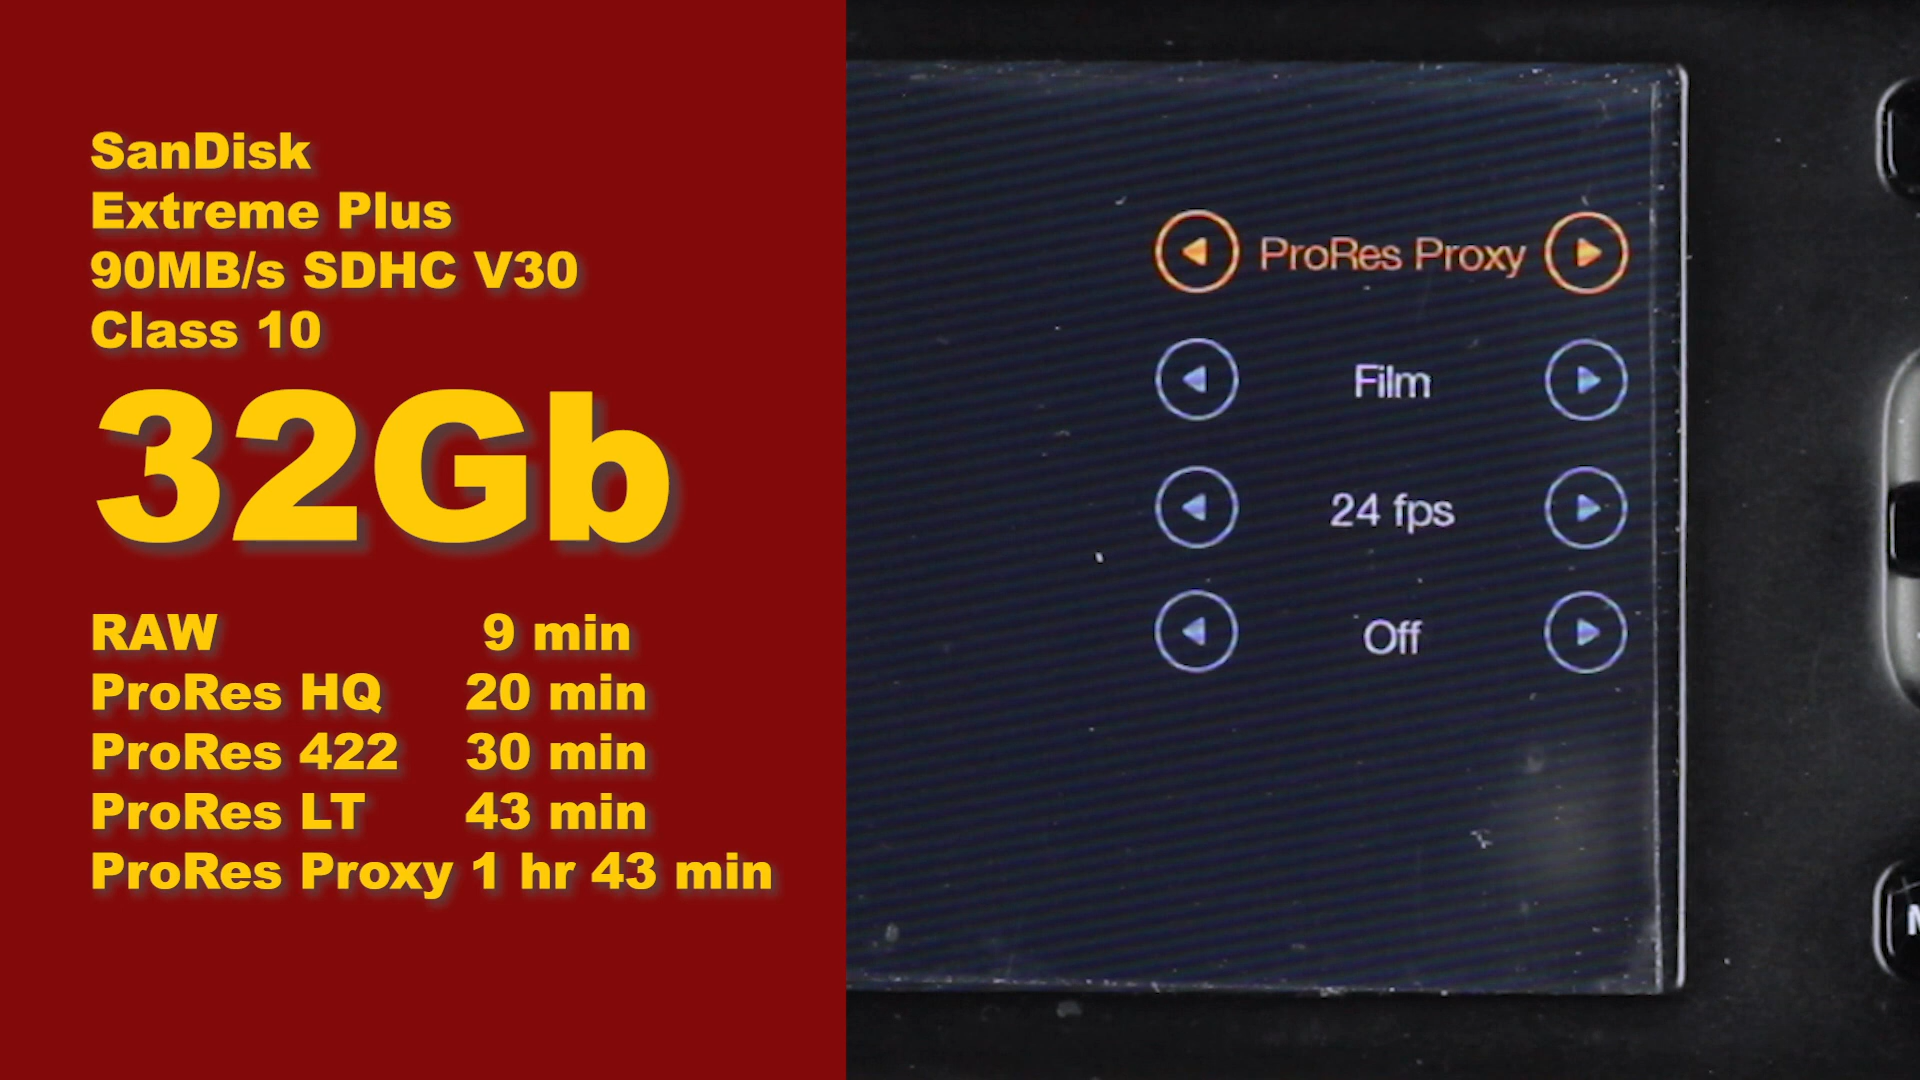 SanDisk
Extreme Plus
90MB/s SDHC V30
Class 10
32Gb
RAW 9 min
ProRes HQ 20 min
ProRes 422 30 min
ProRes LT 43 min
ProRes Proxy 1 hr 43 min
ProRes Proxy
Film
24 fps
Off